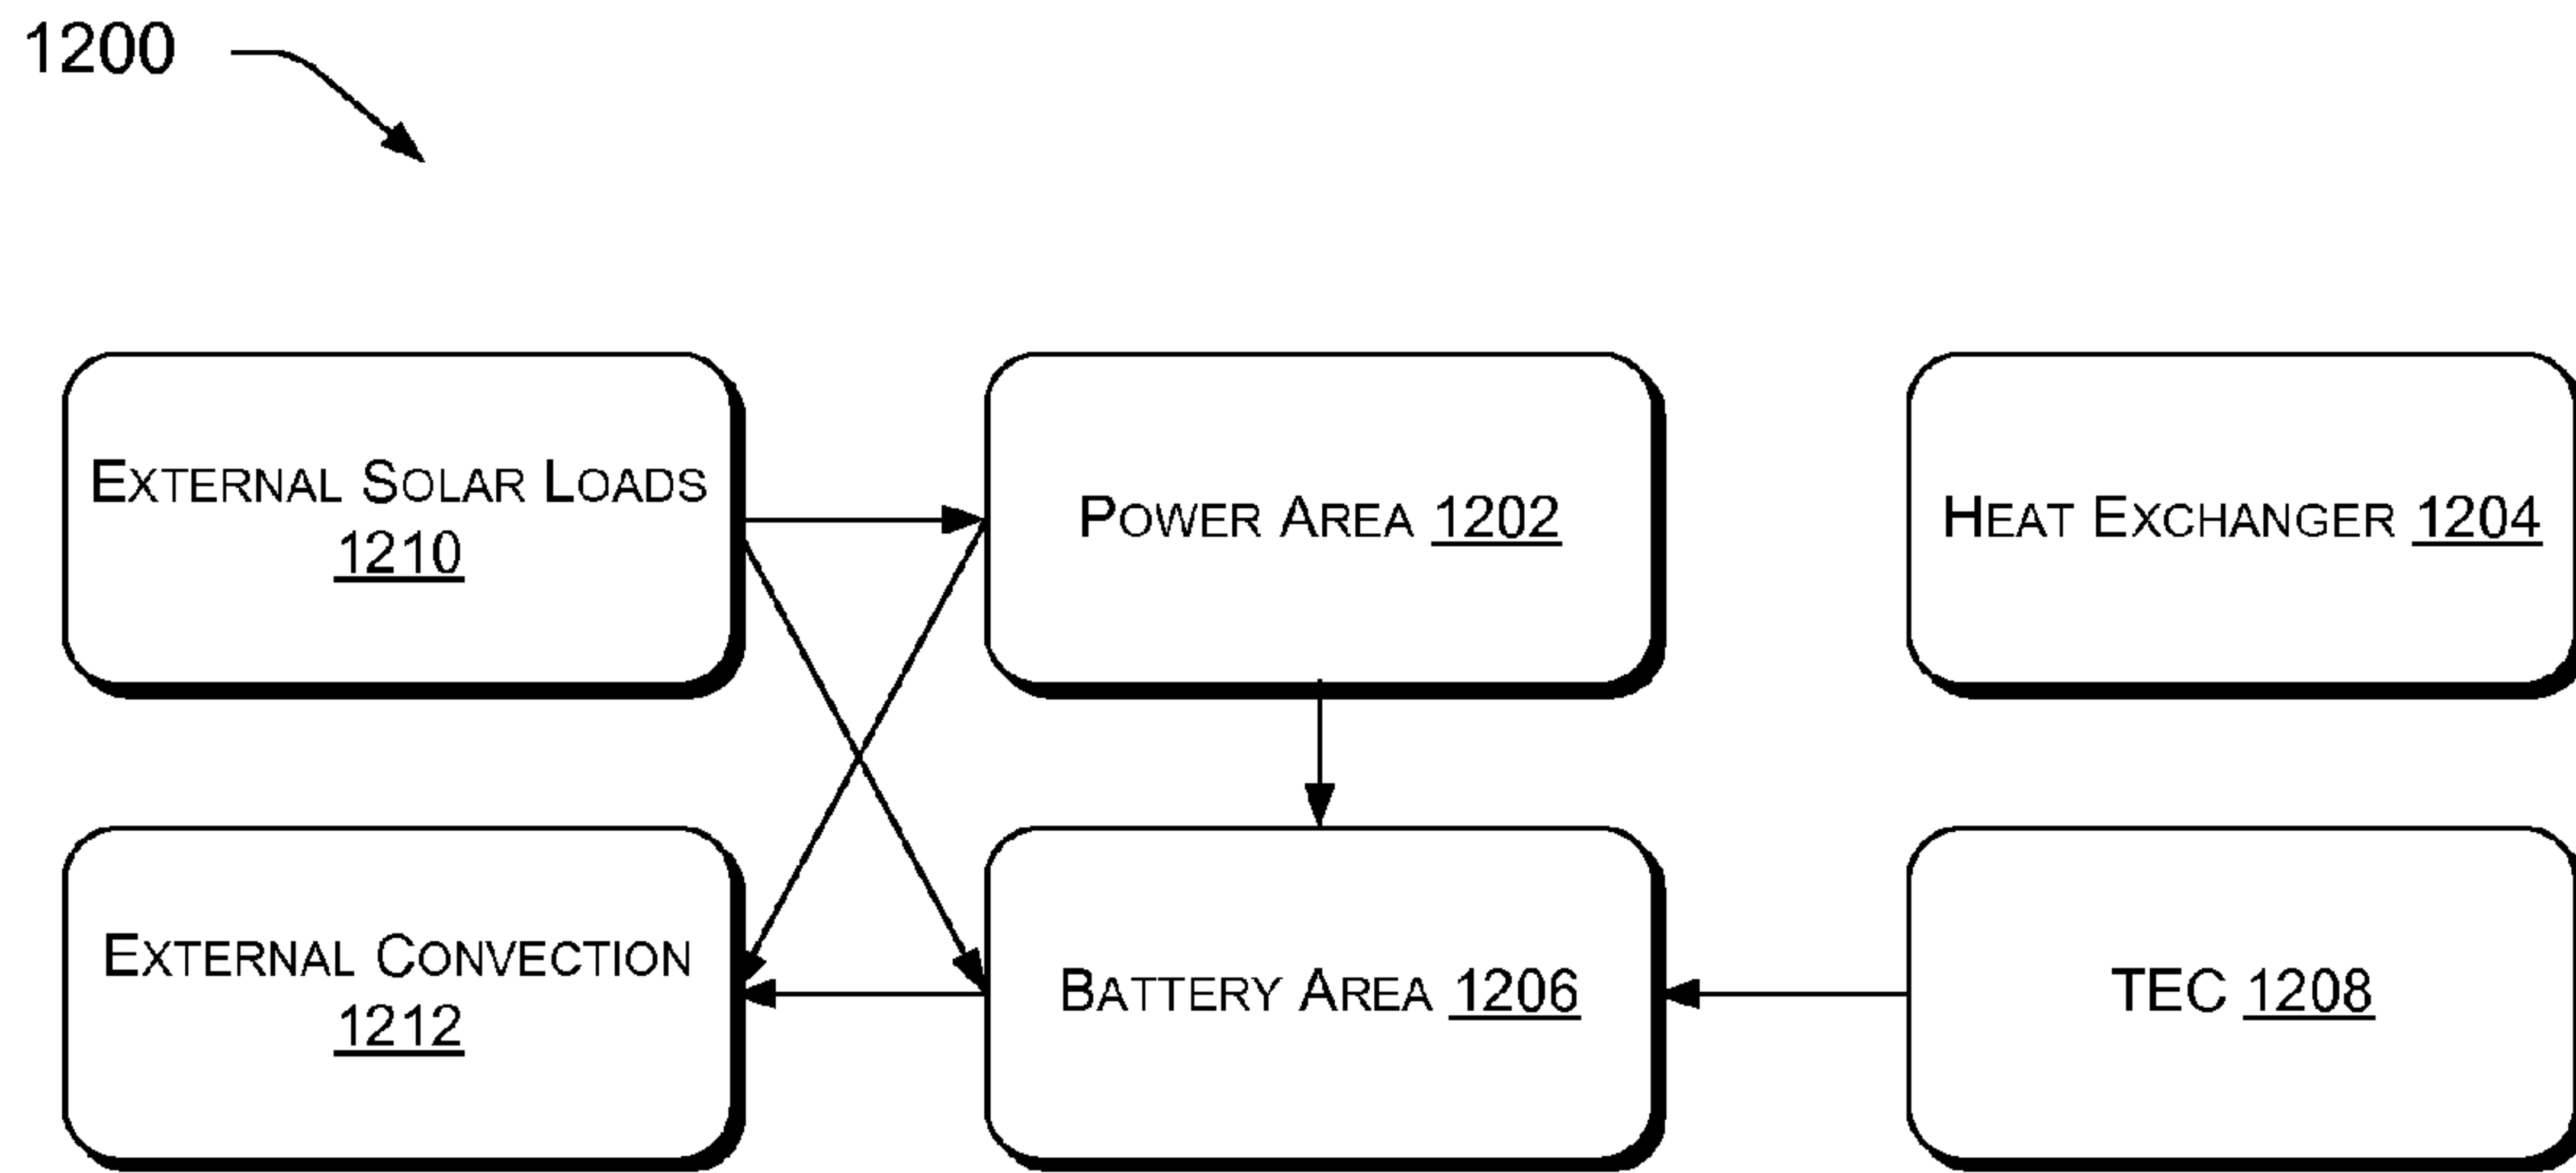 1200
External Solar Loads
1210
Power Area 1202
Heat Exchanger 1204
External Convection
1212
Battery Area 1206
TEC 1208